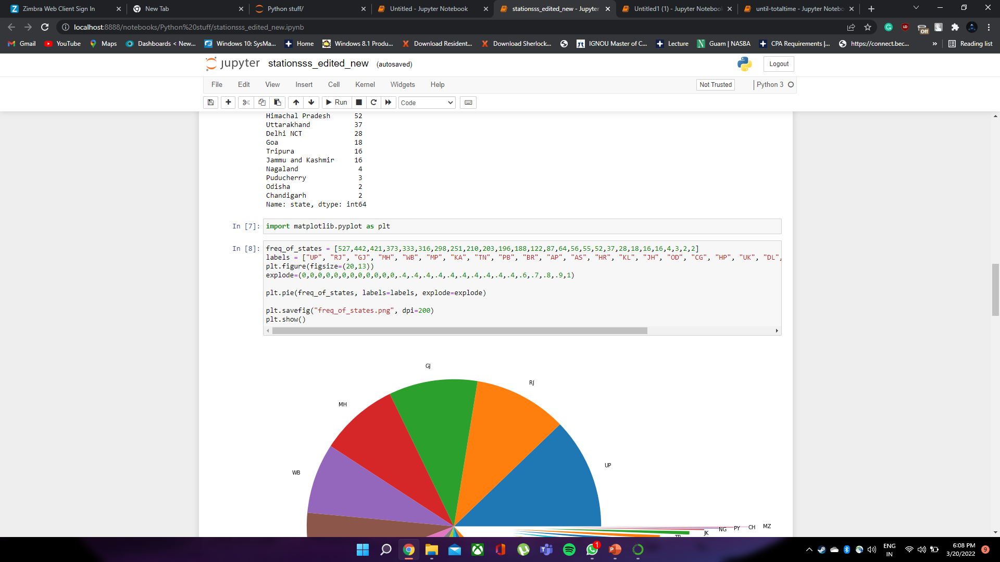 Zimbra Web Client Sign In
New Tab
Python stuff/
Untitled - Jupyter Notebook
stationsss_edited_new - Jupyter
Untitled1 (1) - Jupyter Notebook
until-totaltime - Jupyter Notebo
localhost:8888/notebooks/Python%20stuff/stationsss_edited_new.ipynb
Off
Gmail YouTube Maps Dashboards < New... Windows 10: SysMa... Home Windows 8.1 Produ... Download Resident... Download Sherlock... IGNOU Master of C... Lecture Guam | NASBA CPA Requirements |... https://connect.bec... » Reading list
jupyter stationsss_edited_new (autosaved) Logout
File Edit View Insert Cell Kernel Widgets Help Not Trusted Python 3
Run Code
Himachal Pradesh 52
Uttarakhand 37
Delhi NCT 28
Goa 18
Tripura 16
Jammu and Kashmir 16
Nagaland 4
Puducherry 3
Odisha 2
Chandigarh 2
Name: state, dtype: int64
In [7]: import matplotlib.pyplot as plt
In [8]: freq_of_states = [527,442,421,373,333,316,298,251,210,203,196,188,122,87,64,56,55,52,37,28,18,16,16,4,3,2,2]
labels = ["UP", "RJ", "GJ", "MH", "WB", "MP", "KA", "TN", "PB", "BR", "AP", "AS", "HR", "KL", "JH", "OD", "CG", "HP", "UK", "DL",
plt.figure(figsize=(20,13))
explode=(0,0,0,0,0,0,0,0,0,0,0,0,.4,.4,.4,.4,.4,.4,.4,.4,.4,.4,.6,.7,.8,.9,1)
plt.pie(freq_of_states, labels=labels, explode=explode)
plt.savefig("freq_of_states.png", dpi=200)
plt.show()
GJ
RJ
MH
UP
WB
MZ
CH
PY
NG
JK
TR
1
ENG
IN
6:08 PM
3/20/2022
9